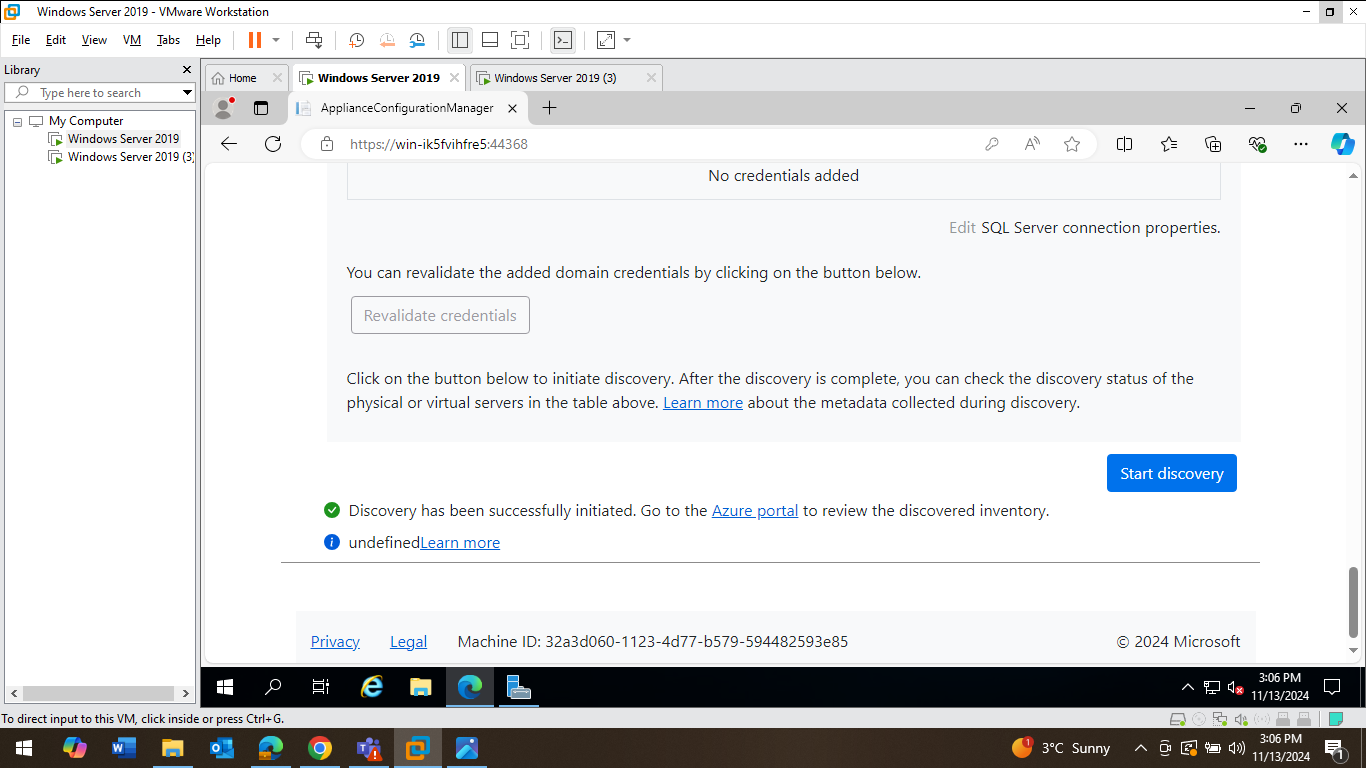 Windows Server 2019 - VMware Workstation
File Edit View VM Tabs Help
Library
Type here to search
My Computer
Windows Server 2019
Windows Server 2019 (3)
Home
Windows Server 2019
Windows Server 2019 (3)
ApplianceConfigurationManager
https://win-ik5fvihfre5:44368
No credentials added
Edit SQL Server connection properties.
You can revalidate the added domain credentials by clicking on the button below.
Revalidate credentials
Click on the button below to initiate discovery. After the discovery is complete, you can check the discovery status of the
physical or virtual servers in the table above. Learn more about the metadata collected during discovery.
Start discovery
Discovery has been successfully initiated. Go to the Azure portal to review the discovered inventory.
undefinedLearn more
Privacy Legal Machine ID: 32a3d060-1123-4d77-b579-594482593e85 © 2024 Microsoft
3:06 PM
11/13/2024
To direct input to this VM, click inside or press Ctrl+G.
3°C Sunny
3:06 PM
11/13/2024
1